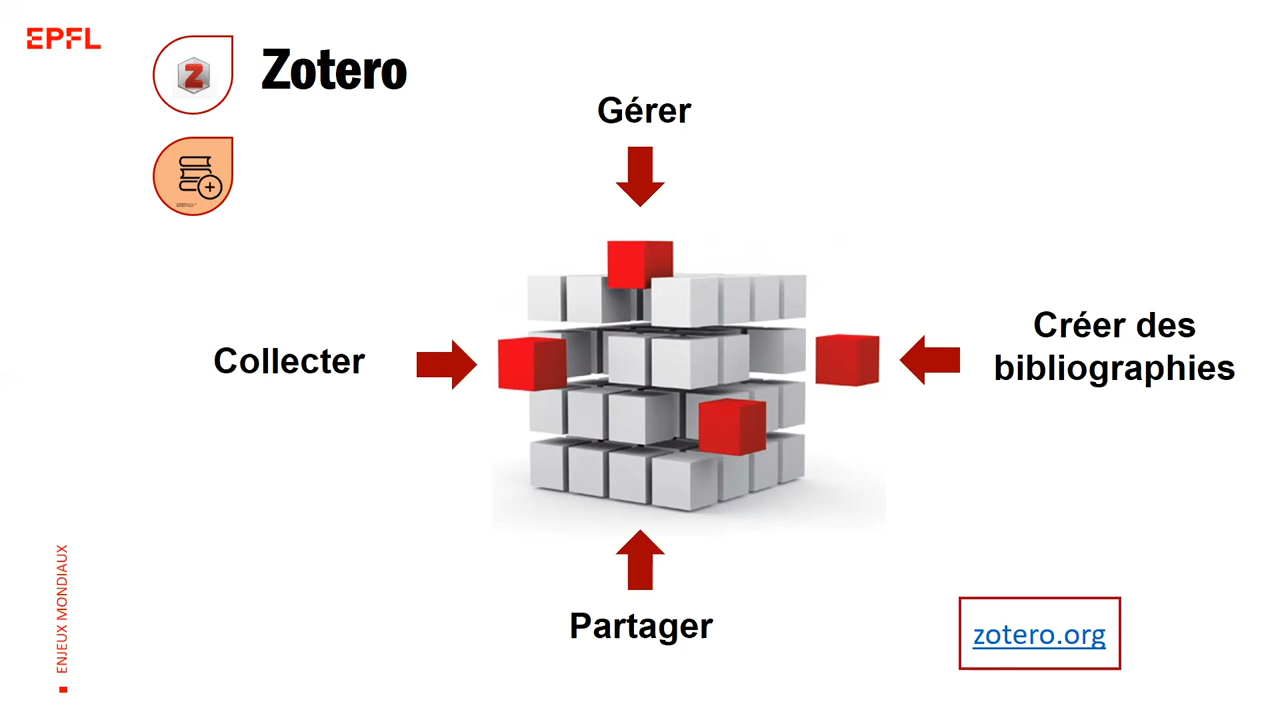 EPFL
Z
Zotero
Gérer
Collecter
Créer des
bibliographies
Partager
ENJEUX MONDIAUX
zotero.org